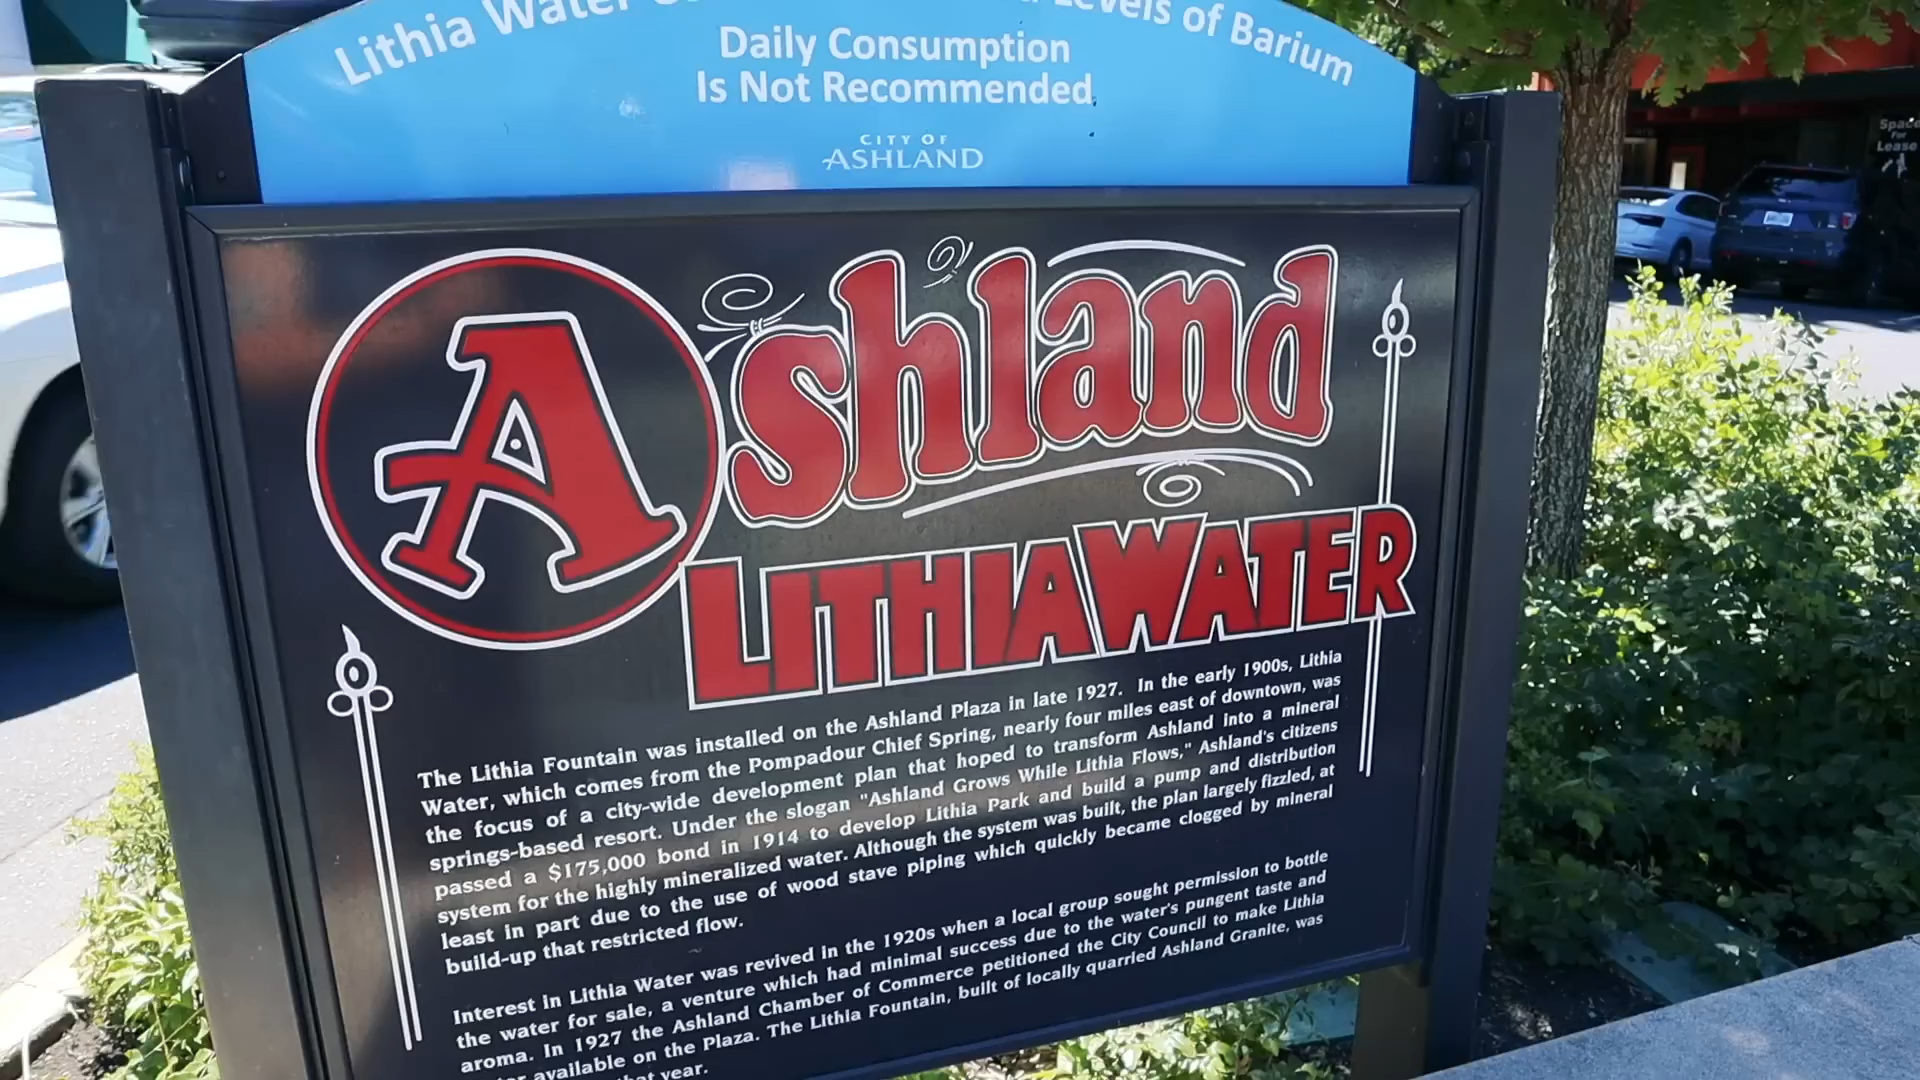 Lithia Water
Levels of Barium
Daily Consumption
Is Not Recommended
CITY OF
ASHLAND
Ashland
LITHIA WATER
The Lithia Fountain was installed on the Ashland Plaza in late 1927. In the early 1900s, Lithia
Water, which comes from the Pompadour Chief Spring, nearly four miles east of downtown, was
the focus of a city-wide development plan that hoped to transform Ashland into a mineral
springs-based resort. Under the slogan "Ashland Grows While Lithia Flows," Ashland's citizens
passed a $175,000 bond in 1914 to develop Lithia Park and build a pump and distribution
system for the highly mineralized water. Although the system was built, the plan largely fizzled, at
least in part due to the use of wood stave piping which quickly became clogged by mineral
build-up that restricted flow.
Interest in Lithia Water was revived in the 1920s when a local group sought permission to bottle
the water for sale, a venture which had minimal success due to the water's pungent taste and
aroma. In 1927 the Ashland Chamber of Commerce petitioned the City Council to make Lithia
available on the Plaza. The Lithia Fountain, built of locally quarried Ashland Granite, was
year.
Space
For
Lease